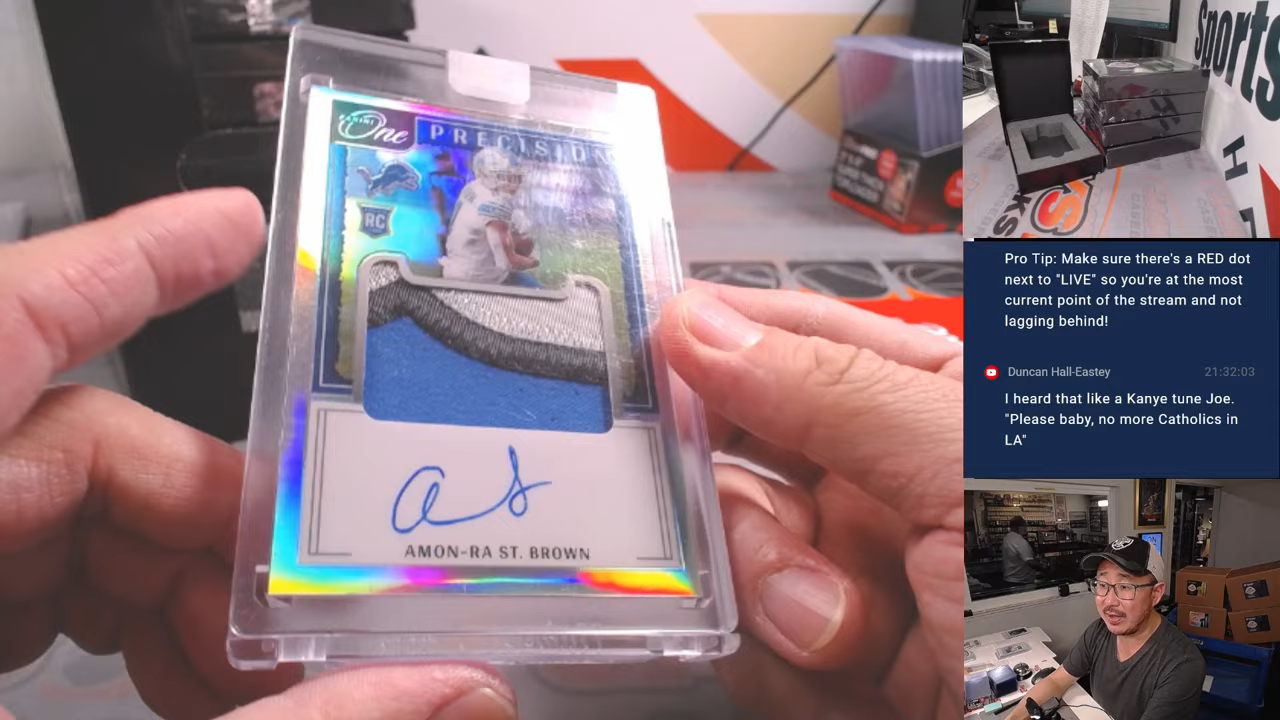 PANINI
One
PRECISION
RC
AMON-RA ST. BROWN
Sports
Pro Tip: Make sure there's a RED dot
next to "LIVE" so you're at the most
current point of the stream and not
lagging behind!
Duncan Hall-Eastey 21:32:03
I heard that like a Kanye tune Joe.
"Please baby, no more Catholics in
LA"